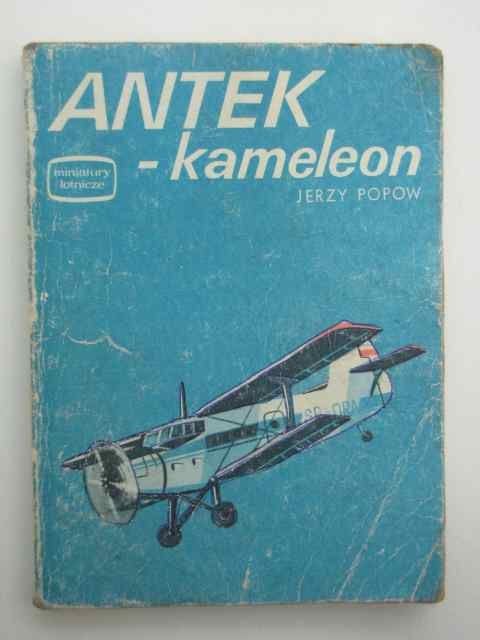 ANTEK
- kameleon
miniatury
lotnicze
JERZY POPOW